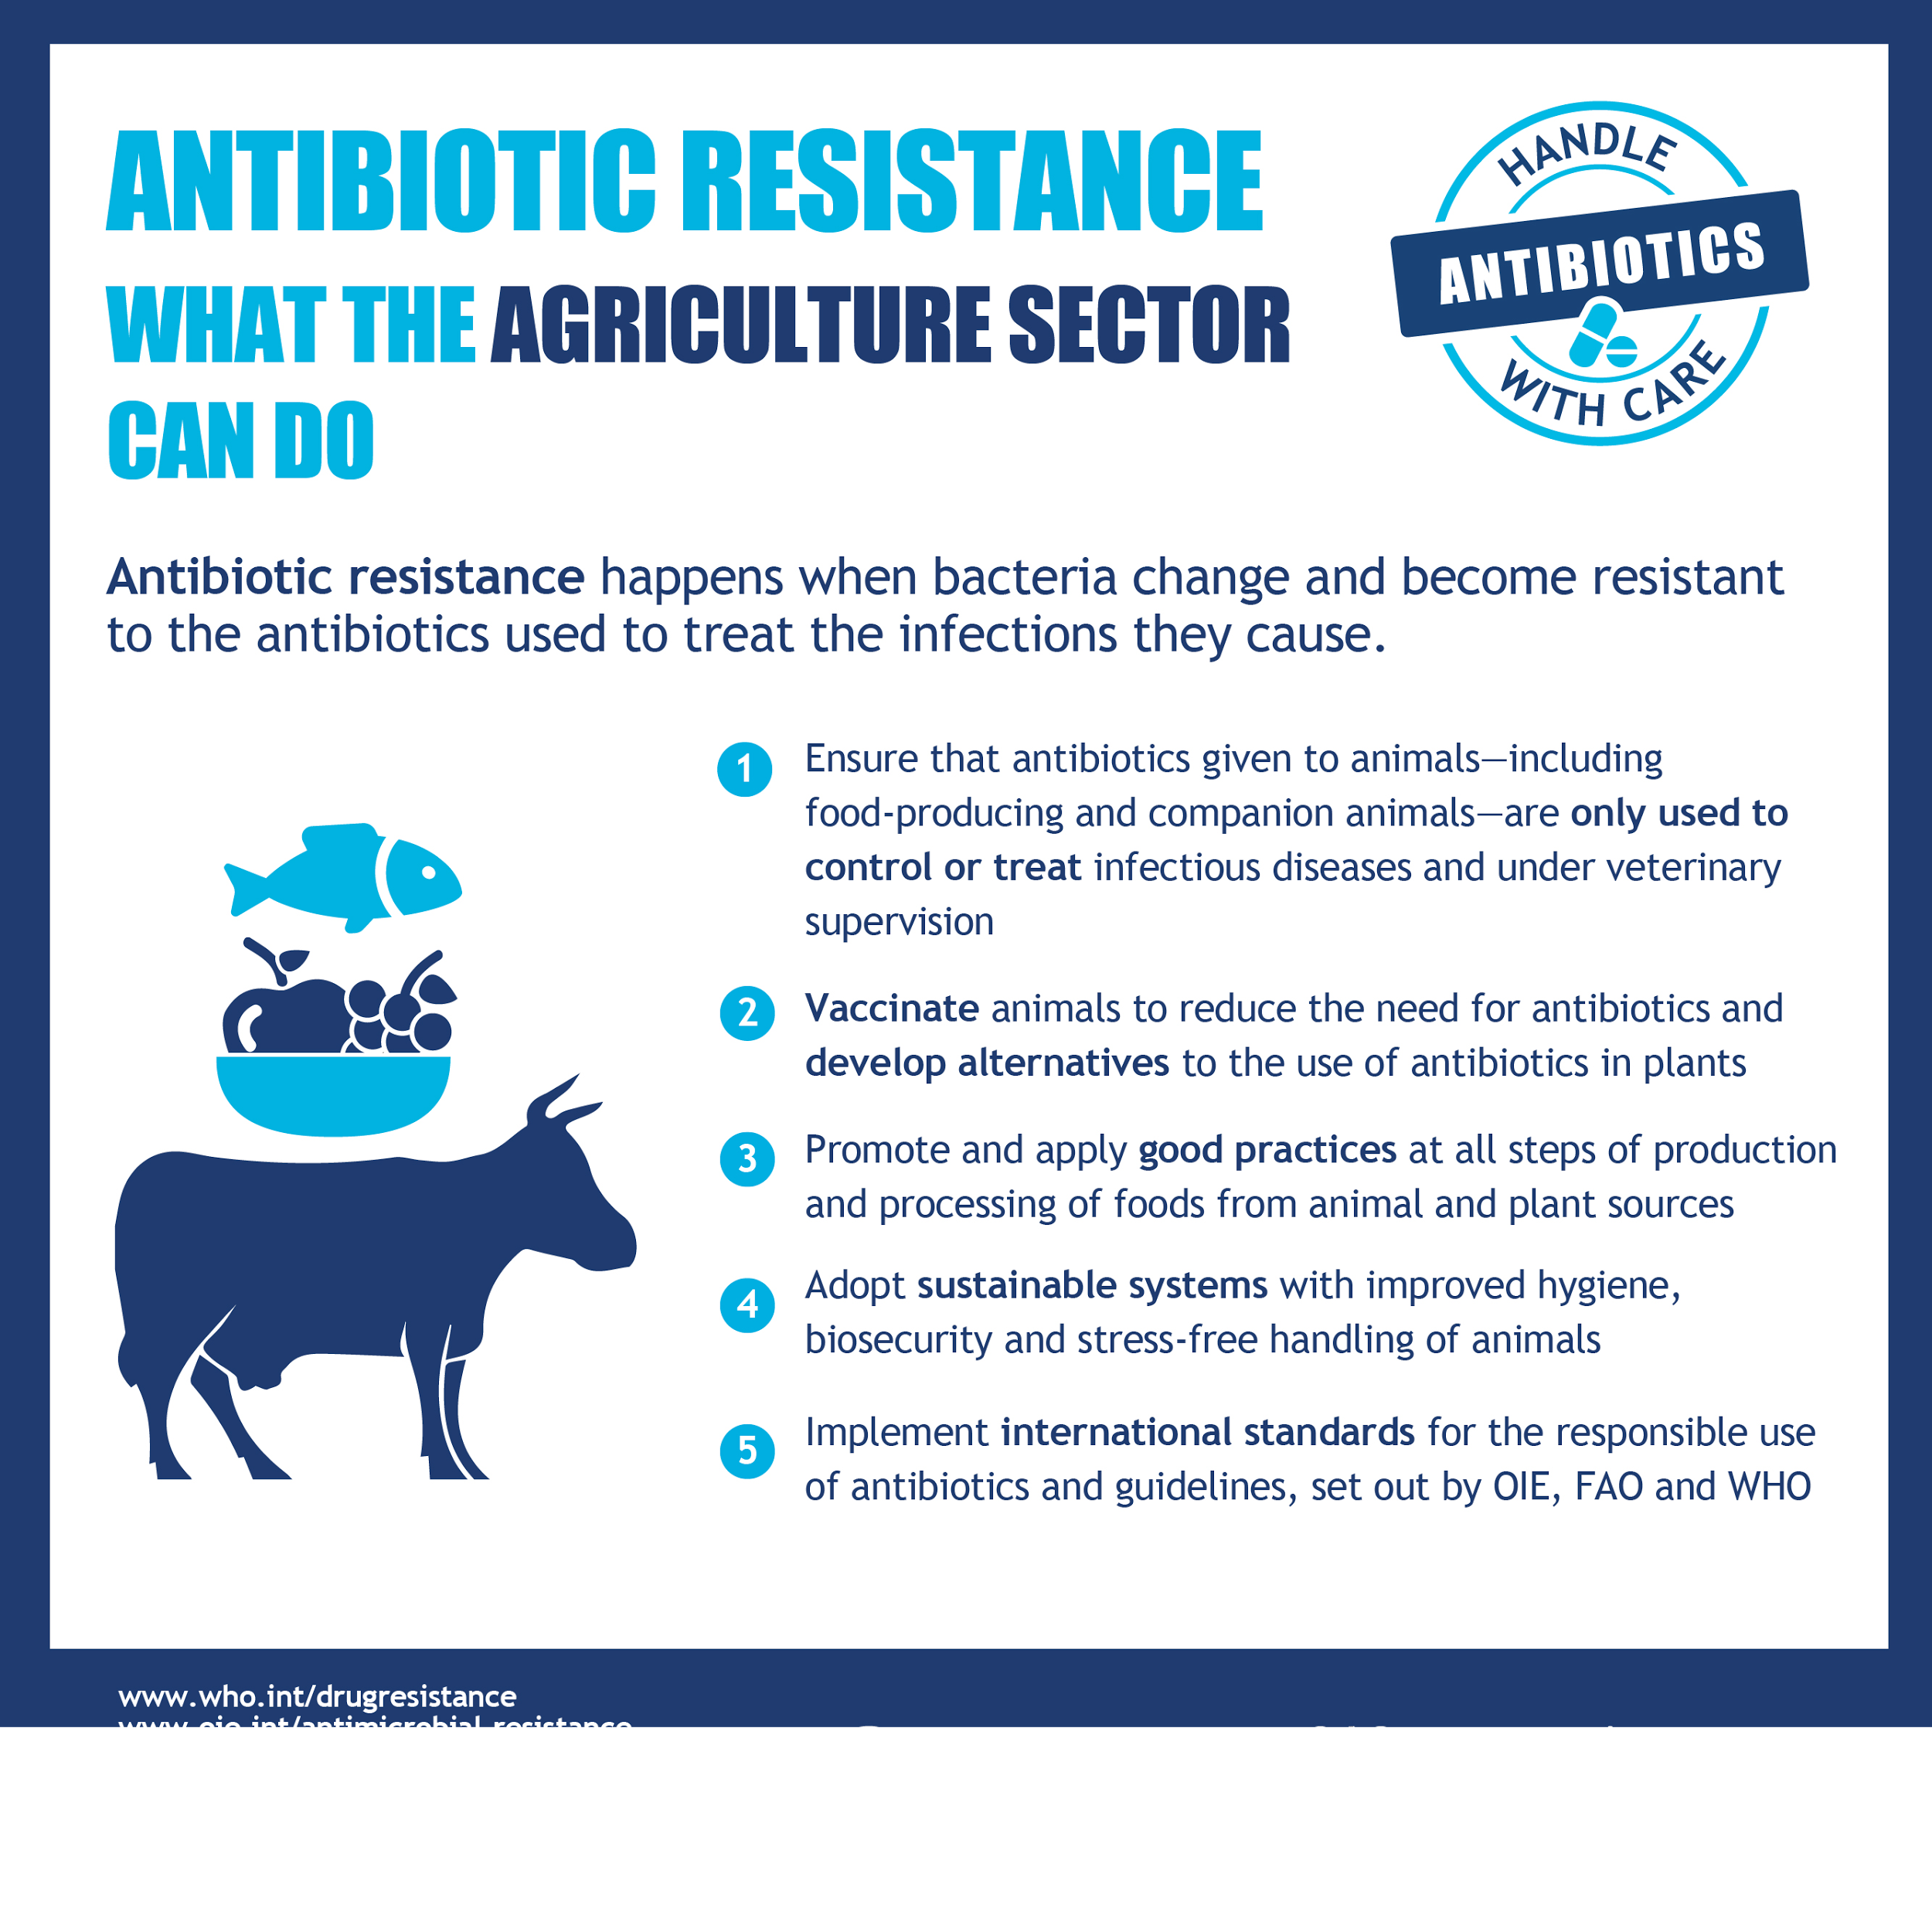 ANTIBIOTIC RESISTANCE
WHAT THE AGRICULTURE SECTOR
CAN DO
HANDLE
ANTIBIOTICS
WITH CARE
Antibiotic resistance happens when bacteria change and become resistant
to the antibiotics used to treat the infections they cause.
1
Ensure that antibiotics given to animals—including
food-producing and companion animals—are only used to
control or treat infectious diseases and under veterinary
supervision
2
Vaccinate animals to reduce the need for antibiotics and
develop alternatives to the use of antibiotics in plants
3
Promote and apply good practices at all steps of production
and processing of foods from animal and plant sources
4
Adopt sustainable systems with improved hygiene,
biosecurity and stress-free handling of animals
5
Implement international standards for the responsible use
of antibiotics and guidelines, set out by OIE, FAO and WHO
www.who.int/drugresistance
www.oie.int/antimicrobial-resistance